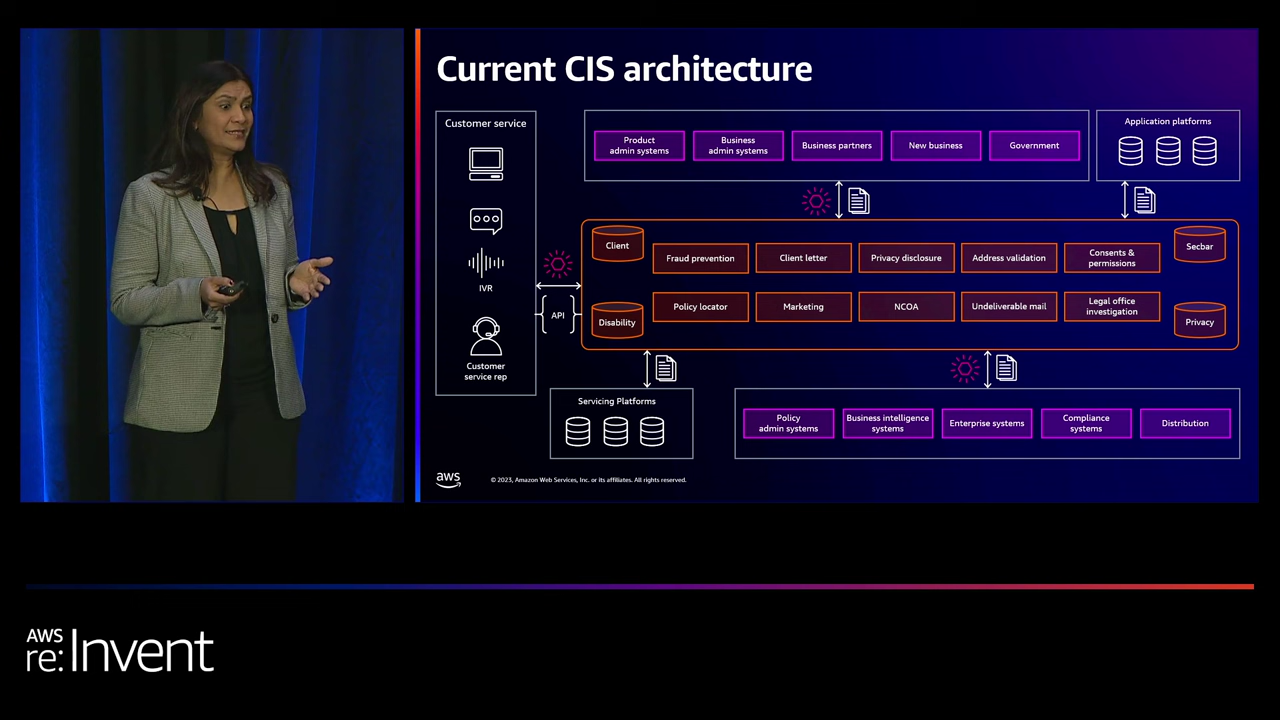 Current CIS architecture
Customer service
IVR
Customer
service rep
API
Product
admin systems
Business
admin systems
Business partners
New business
Government
Application platforms
Client
Disability
Fraud prevention
Client letter
Privacy disclosure
Address validation
Consents &
permissions
Policy locator
Marketing
NCOA
Undeliverable mail
Legal office
investigation
Secbar
Privacy
Servicing Platforms
Policy
admin systems
Business intelligence
systems
Enterprise systems
Compliance
systems
Distribution
aws
© 2023, Amazon Web Services, Inc. or its affiliates. All rights reserved.
AWS
re:Invent